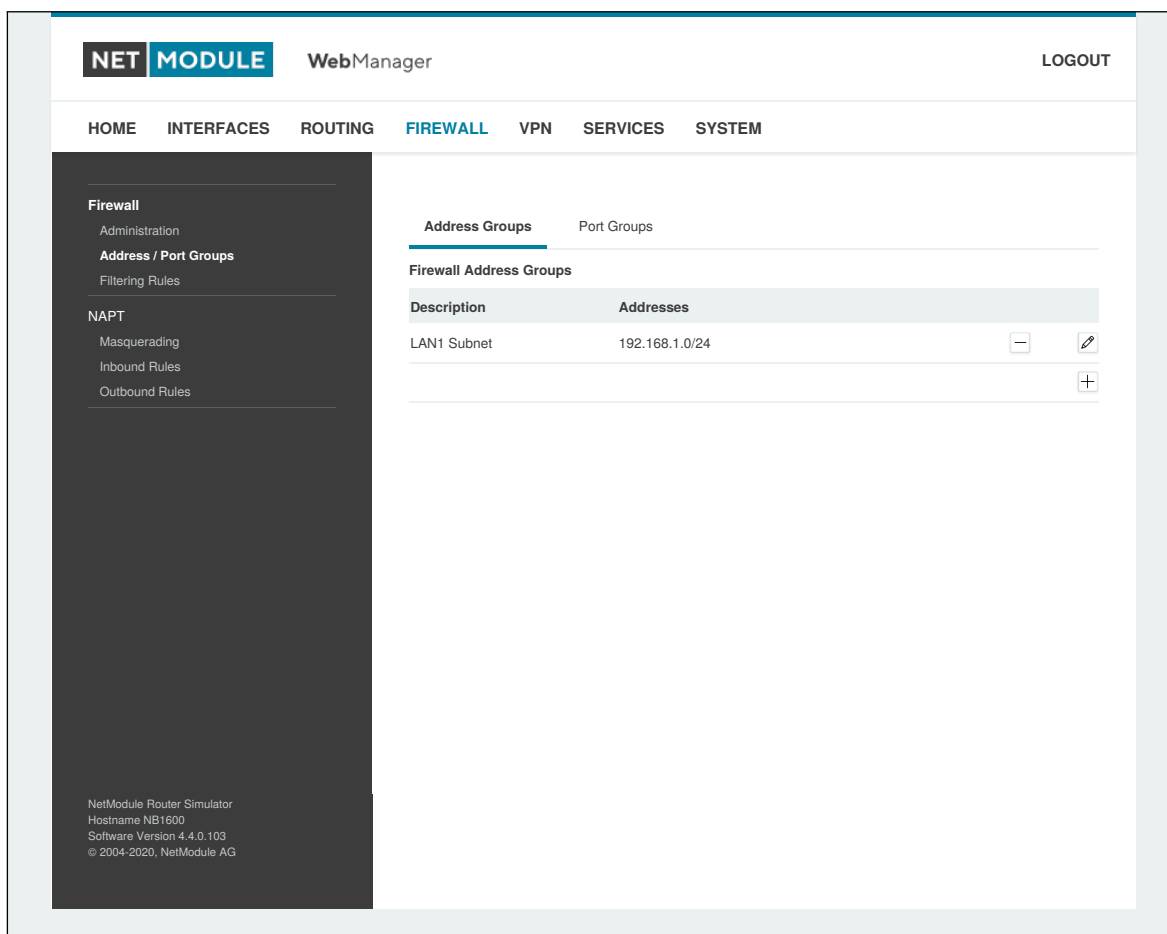 NET MODULE WebManager LOGOUT
HOME INTERFACES ROUTING FIREWALL VPN SERVICES SYSTEM
Firewall
Administration
Address / Port Groups
Filtering Rules
NAPT
Masquerading
Inbound Rules
Outbound Rules
Address Groups Port Groups
Firewall Address Groups
Description Addresses
LAN1 Subnet 192.168.1.0/24
NetModule Router Simulator
Hostname NB1600
Software Version 4.4.0.103
© 2004-2020, NetModule AG